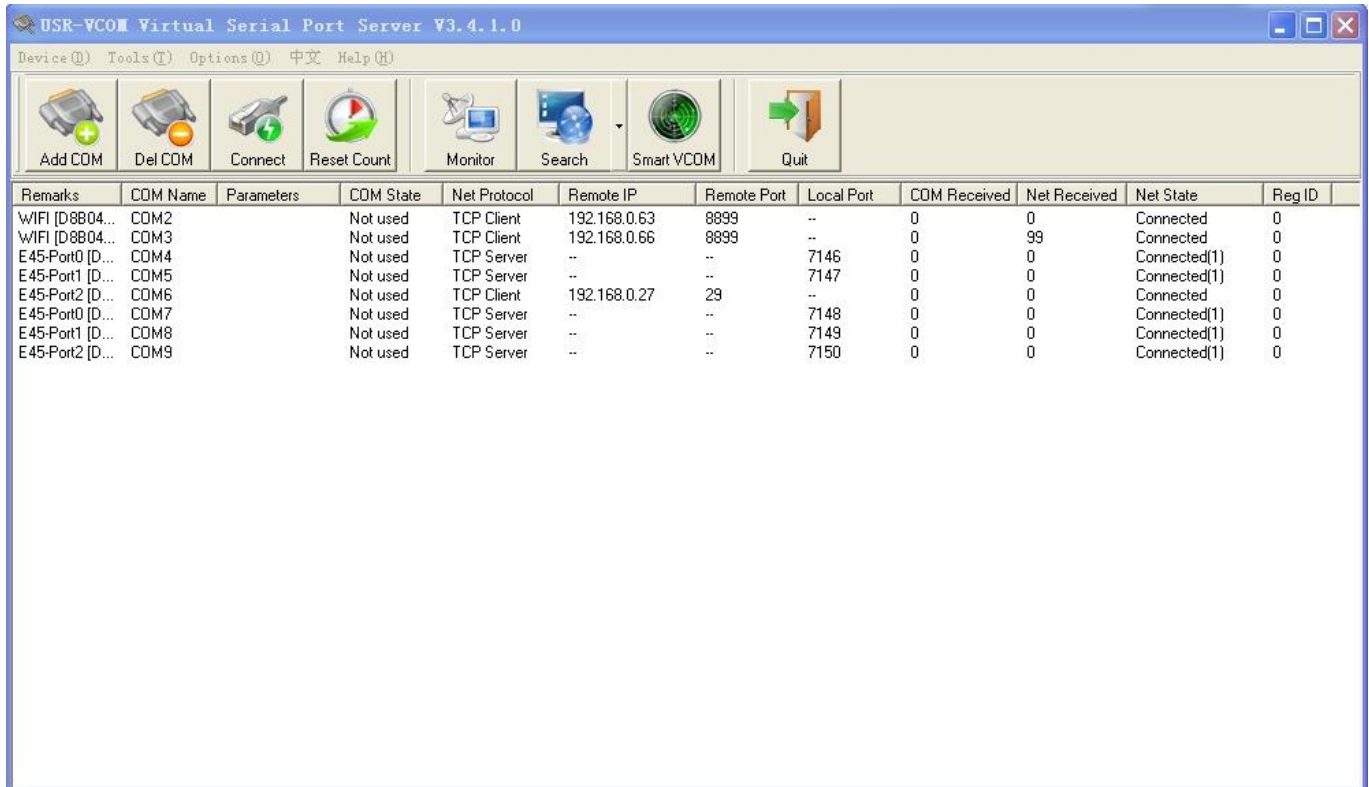 USR-VCOM Virtual Serial Port Server V3.4.1.0
Device(D) Tools(T) Options(O) 中文 Help(H)
Add COM Del COM Connect Reset Count Monitor Search Smart VCOM Quit
Remarks COM Name Parameters COM State Net Protocol Remote IP Remote Port Local Port COM Received Net Received Net State Reg ID
WIFI [D8B04... COM2 Not used TCP Client 192.168.0.63 8899 -- 0 0 Connected 0
WIFI [D8B04... COM3 Not used TCP Client 192.168.0.66 8899 -- 0 99 Connected 0
E45-Port0 [D... COM4 Not used TCP Server -- -- 7146 0 0 Connected(1) 0
E45-Port1 [D... COM5 Not used TCP Server -- -- 7147 0 0 Connected(1) 0
E45-Port2 [D... COM6 Not used TCP Client 192.168.0.27 29 -- 0 0 Connected 0
E45-Port0 [D... COM7 Not used TCP Server -- -- 7148 0 0 Connected(1) 0
E45-Port1 [D... COM8 Not used TCP Server -- -- 7149 0 0 Connected(1) 0
E45-Port2 [D... COM9 Not used TCP Server -- -- 7150 0 0 Connected(1) 0